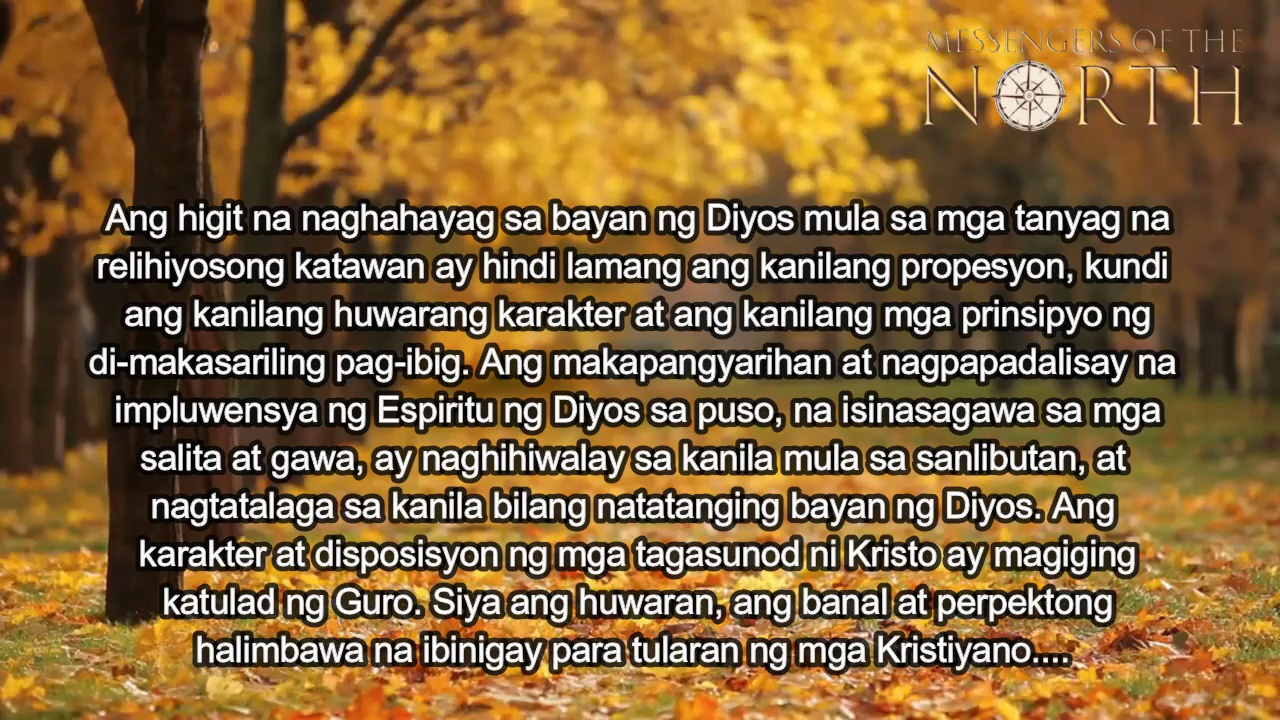 MESSENGERS OF THE
NORTH
Ang higit na naghahayag sa bayan ng Diyos mula sa mga tanyag na
relihiyosong katawan ay hindi lamang ang kanilang propesyon, kundi
ang kanilang huwarang karakter at ang kanilang mga prinsipyo ng
di-makasariling pag-ibig. Ang makapangyarihan at nagpapadalisay na
impluwensya ng Espiritu ng Diyos sa puso, na isinasagawa sa mga
salita at gawa, ay naghihiwalay sa kanila mula sa sanlibutan, at
nagtatalaga sa kanila bilang natatanging bayan ng Diyos. Ang
karakter at disposisyon ng mga tagasunod ni Kristo ay magiging
katulad ng Guro. Siya ang huwaran, ang banal at perpektong
halimbawa na ibinigay para tularan ng mga Kristiyano....